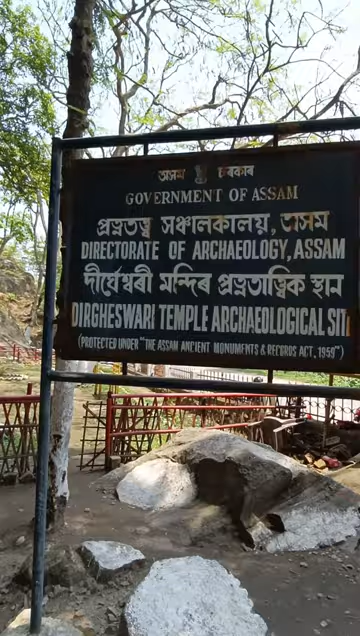 অসম চৰকাৰ
GOVERNMENT OF ASSAM
প্ৰত্নতত্ত্ব সঞ্চালকালয়, অসম
DIRECTORATE OF ARCHAEOLOGY, ASSAM
দীৰ্ঘেশ্বৰী মন্দিৰ প্ৰত্নতাত্ত্বিক স্থান
DIRGHESWARI TEMPLE ARCHAEOLOGICAL SIT
(PROTECTED UNDER "THE ASSAM ANCIENT MONUMENTS & RECORDS ACT, 1959")